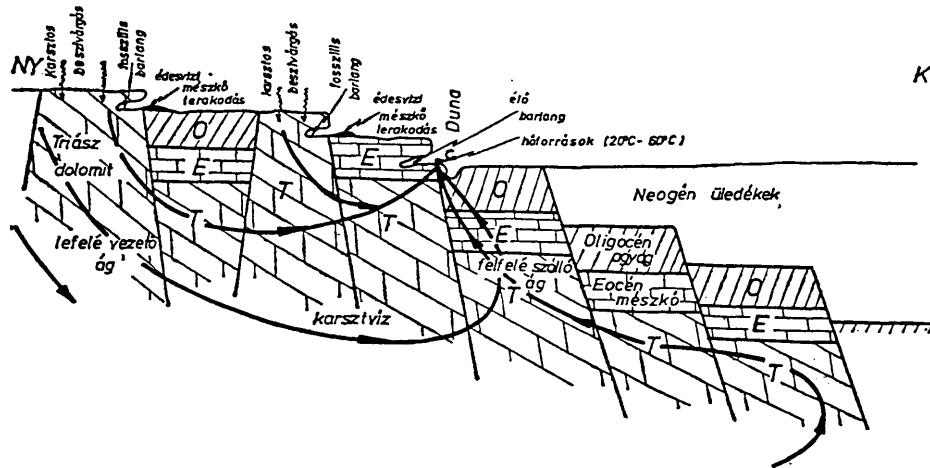 NY
K
karsztos
beszivárgás
fosszilis
barlang
édesvízi
mészkő
lerakodás
karsztos
beszivárgás
fosszilis
barlang
édesvízi
mészkő
lerakodás
Duna
élő
barlang
hőforrások (20°C-60°C)
Triász
dolomit
O
E
E
O
Neogén üledékek
T
T
E
Oligocén
agyag
lefelé vezető
ág
felfelé szálló
ág
Eocén
mészkő
O
T
karsztvíz
E
T
T